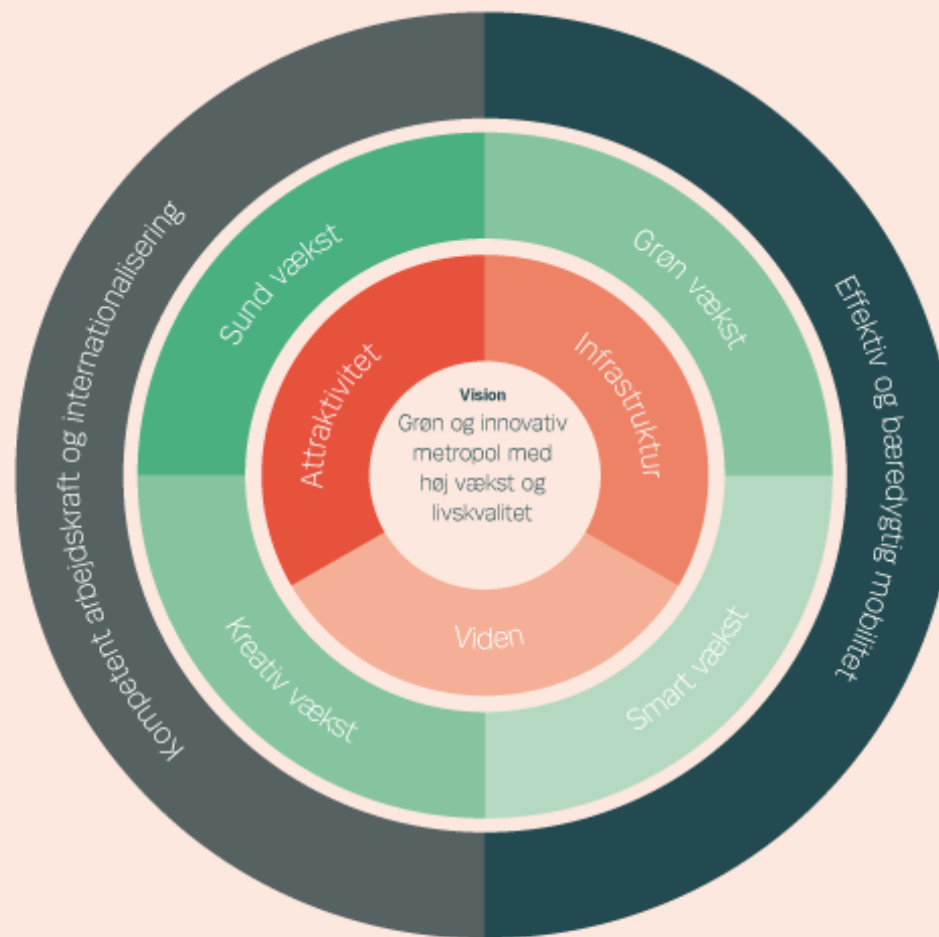 Kompetent arbejdskraft og internationalisering
Effektiv og bæredygtig mobilitet
Sund vækst
Grøn vækst
Kreativ vækst
Smart vækst
Attraktivitet
Infrastruktur
Viden
Vision
Grøn og innovativ
metropol med
høj vækst og
livskvalitet